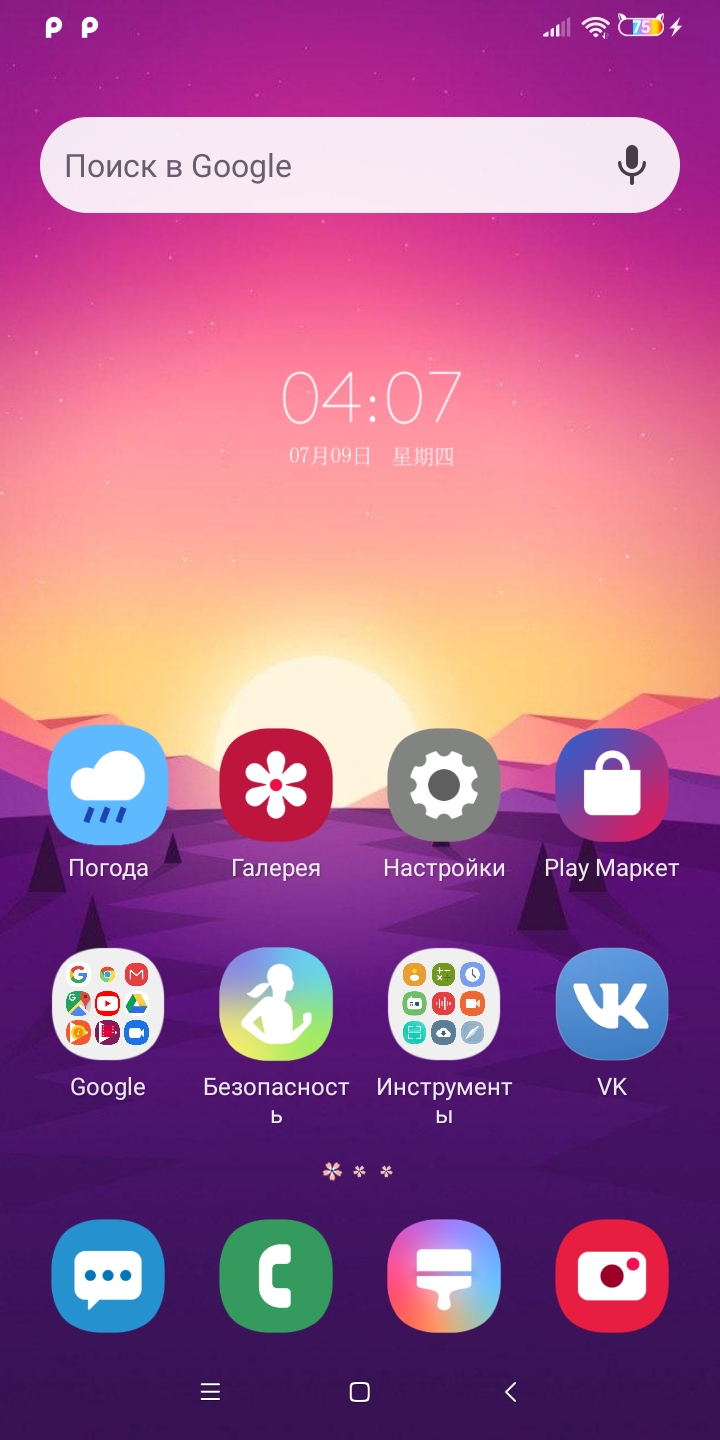 75
Поиск в Google
04:07
07月09日 星期四
Погода
Галерея
Настройки
Play Маркет
Google
Безопасност
ь
Инструмент
ы
VK